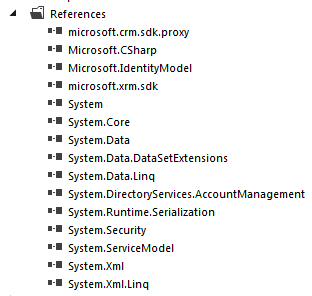 References
microsoft.crm.sdk.proxy
Microsoft.CSharp
Microsoft.IdentityModel
microsoft.xrm.sdk
System
System.Core
System.Data
System.Data.DataSetExtensions
System.Data.Linq
System.DirectoryServices.AccountManagement
System.Runtime.Serialization
System.Security
System.ServiceModel
System.Xml
System.Xml.Linq